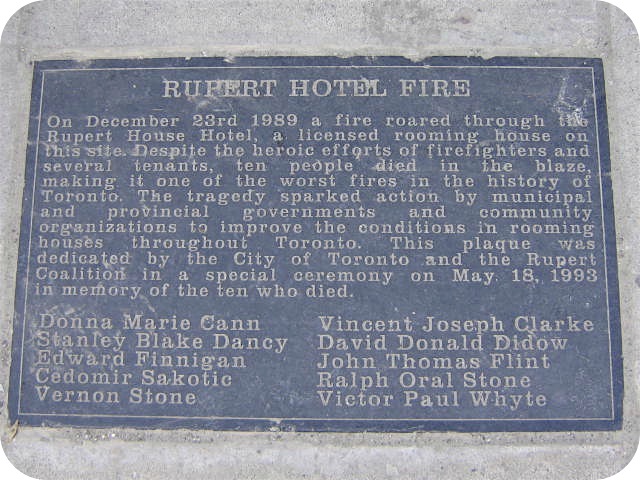 RUPERT HOTEL FIRE
On December 23rd 1989 a fire roared through the
Rupert House Hotel, a licensed rooming house on
this site. Despite the heroic efforts of firefighters and
several tenants, ten people died in the blaze,
making it one of the worst fires in the history of
Toronto. The tragedy sparked action by municipal
and provincial governments and community
organizations to improve the conditions in rooming
houses throughout Toronto. This plaque was
dedicated by the City of Toronto and the Rupert
Coalition in a special ceremony on May 18, 1993
in memory of the ten who died.
Donna Marie Cann
Stanley Blake Dancy
Edward Finnigan
Cedomir Sakotic
Vernon Stone
Vincent Joseph Clarke
David Donald Didow
John Thomas Flint
Ralph Oral Stone
Victor Paul Whyte